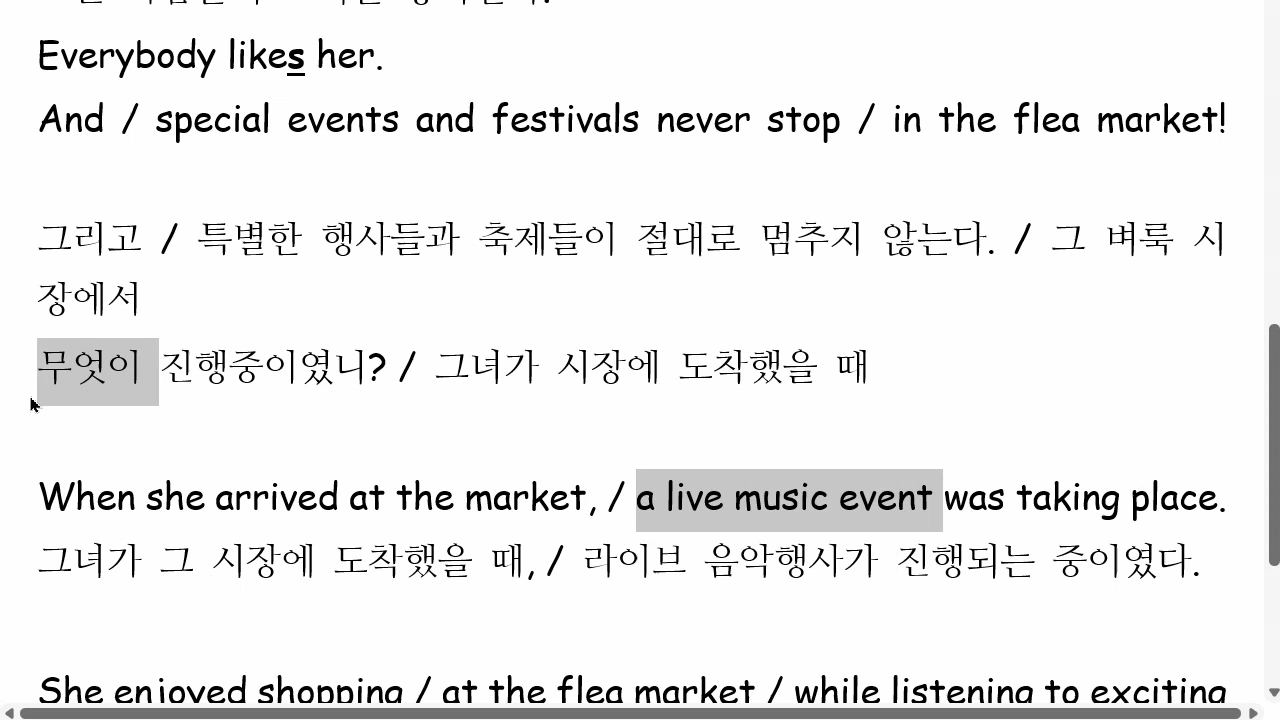 Everybody likes her.
And / special events and festivals never stop / in the flea market!
그리고 / 특별한 행사들과 축제들이 절대로 멈추지 않는다. / 그 벼룩 시
장에서
무엇이 진행중이였니? / 그녀가 시장에 도착했을 때
When she arrived at the market, / a live music event was taking place.
그녀가 그 시장에 도착했을 때, / 라이브 음악행사가 진행되는 중이였다.
She enjoyed shopping / at the flea market / while listening to exciting